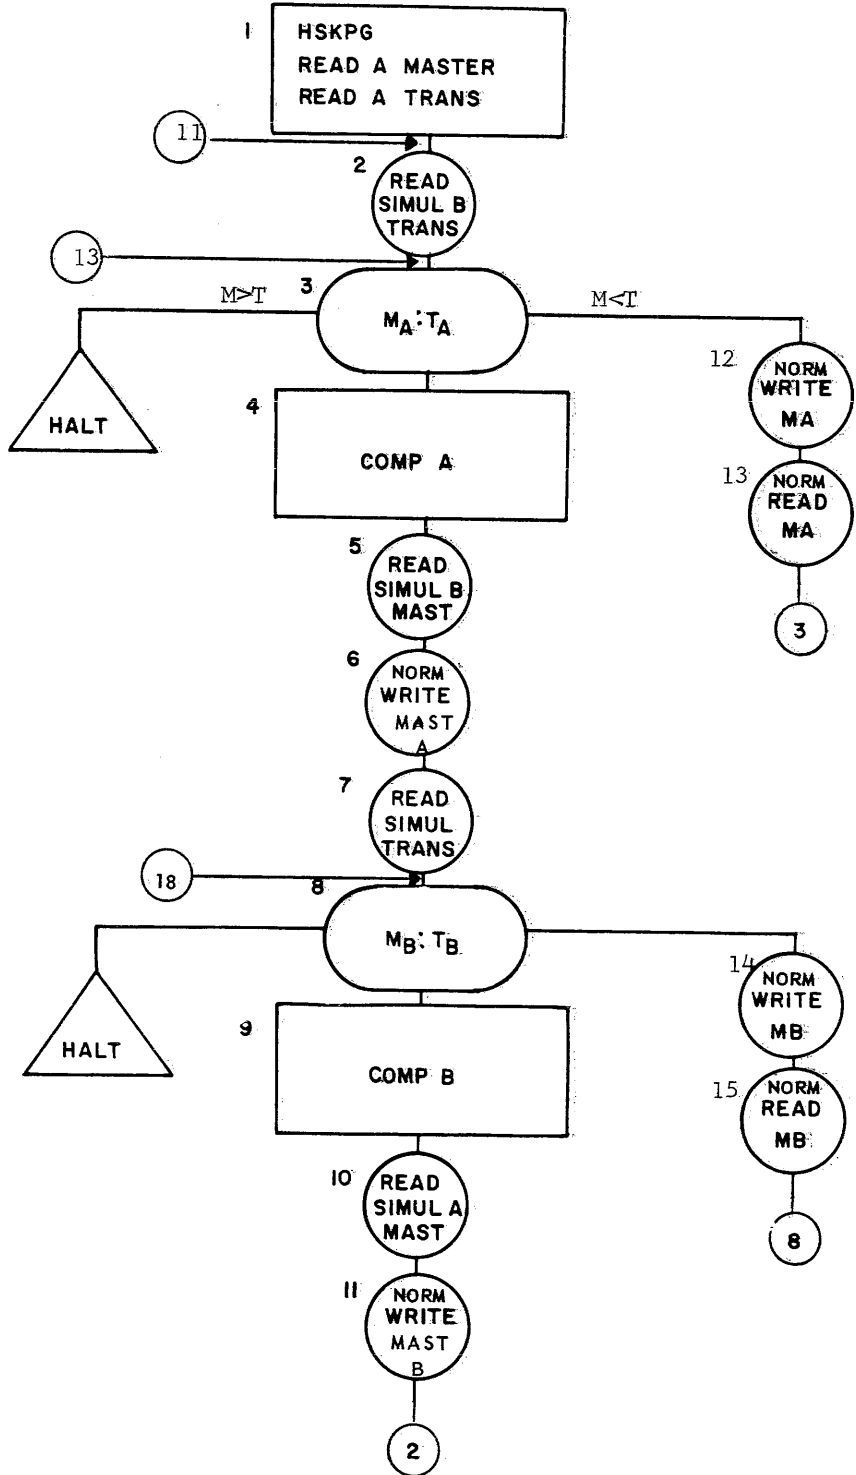 1
HSKPG
READ A MASTER
READ A TRANS
11
2
READ
SIMUL B
TRANS
13
3
M>T
M<T
MA:TA
HALT
12
NORM
WRITE
MA
4
COMP A
13
NORM
READ
MA
5
READ
SIMUL B
MAST
3
6
NORM
WRITE
MAST
A
7
READ
SIMUL
TRANS
18
8
MB:TB
HALT
14
NORM
WRITE
MB
9
COMP B
15
NORM
READ
MB
10
READ
SIMUL A
MAST
8
11
NORM
WRITE
MAST
B
2